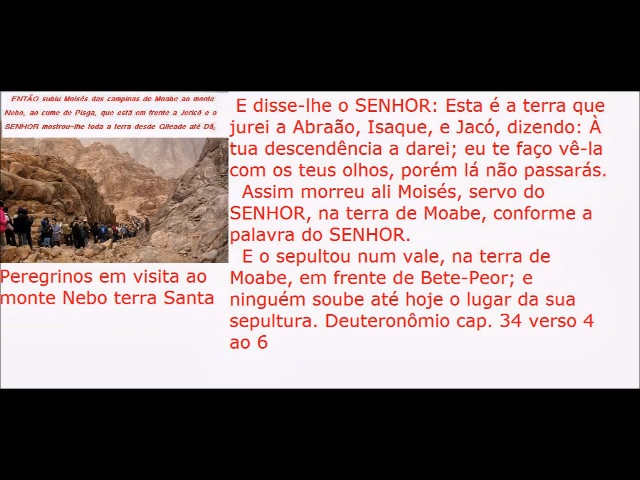 ENTÃO subiu Moisés das campinas de Moabe ao monte
Nebo, ao cume de Pisga, que está em frente a Jericó e o
SENHOR mostrou-lhe toda a terra desde Gileade até Dã,
Peregrinos em visita ao
monte Nebo terra Santa
E disse-lhe o SENHOR: Esta é a terra que
jurei a Abraão, Isaque, e Jacó, dizendo: À
tua descendência a darei; eu te faço vê-la
com os teus olhos, porém lá não passarás.
Assim morreu ali Moisés, servo do
SENHOR, na terra de Moabe, conforme a
palavra do SENHOR.
E o sepultou num vale, na terra de
Moabe, em frente de Bete-Peor; e
ninguém soube até hoje o lugar da sua
sepultura. Deuteronômio cap. 34 verso 4
ao 6